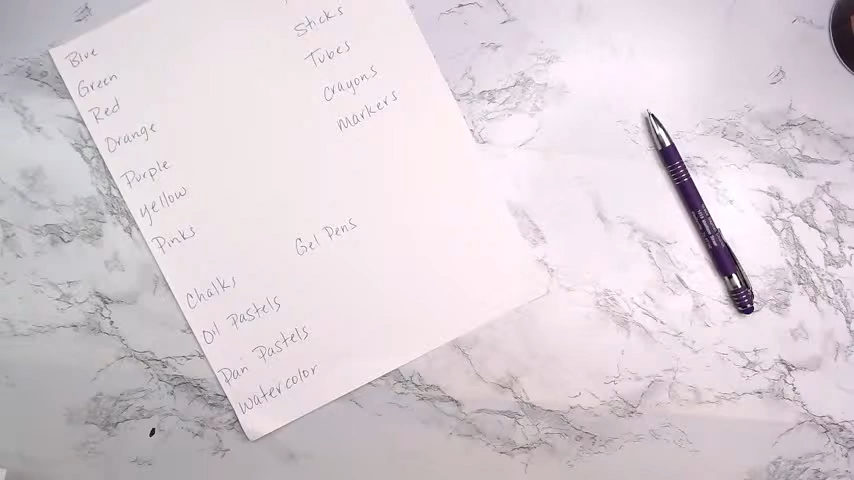 Blue
Green
Red
Orange
Purple
Yellow
Pinks
Chalks
Oil Pastels
Pan Pastels
Watercolor
Sticks
Tubes
Crayons
Markers
Gel Pens